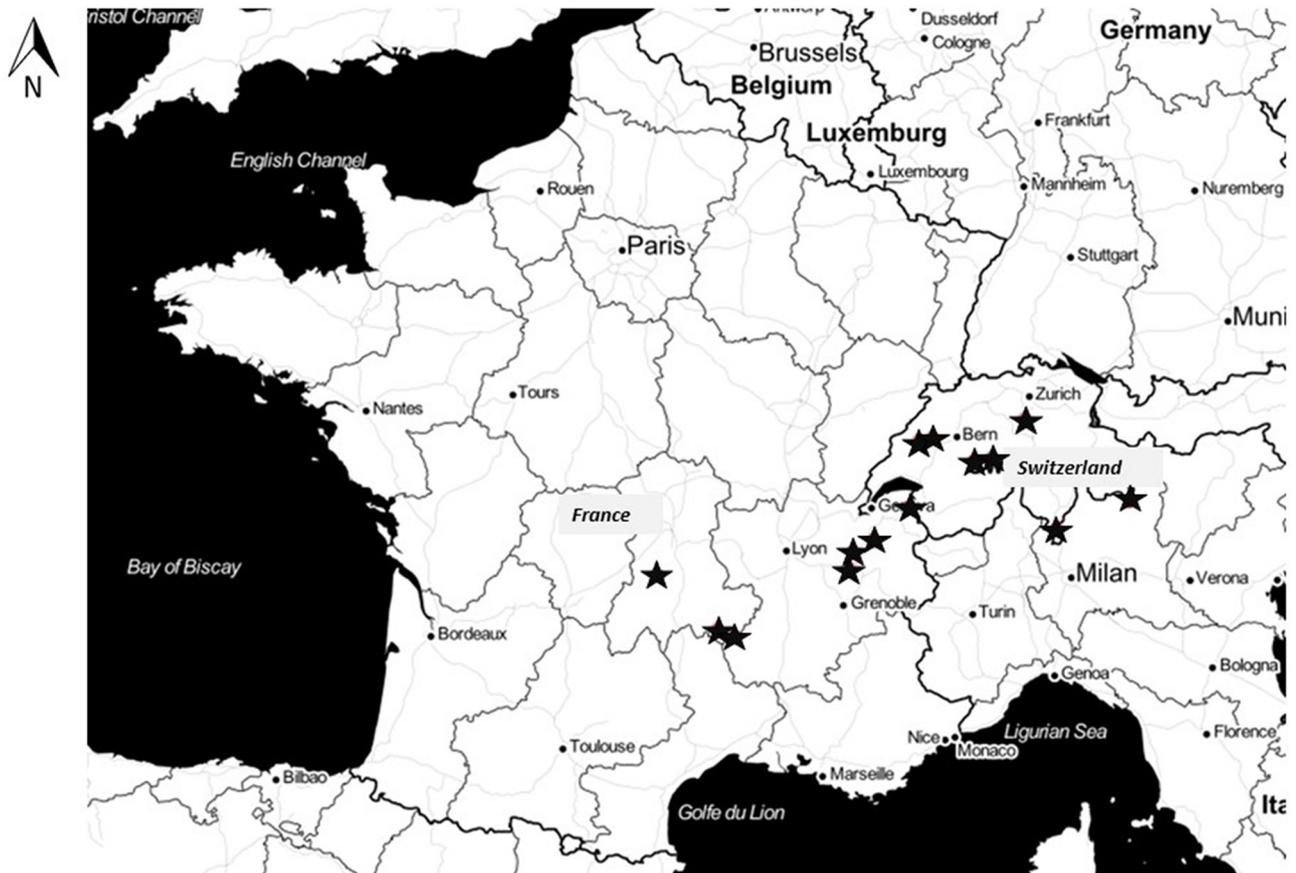 ristol Channel
Antwerp
Dusseldorf
Cologne
Germany
Brussels
Belgium
Luxemburg
Frankfurt
English Channel
Luxembourg
Mannheim
Nuremberg
Rouen
Paris
Stuttgart
Muni
Tours
Zurich
Nantes
Bern
Switzerland
France
Geneva
Lyon
Bay of Biscay
Milan
Verona
Grenoble
Turin
Bordeaux
Bologna
Genoa
Toulouse
Nice
Monaco
Ligurian Sea
Florence
Bilbao
Marseille
Golfe du Lion
Ita
N